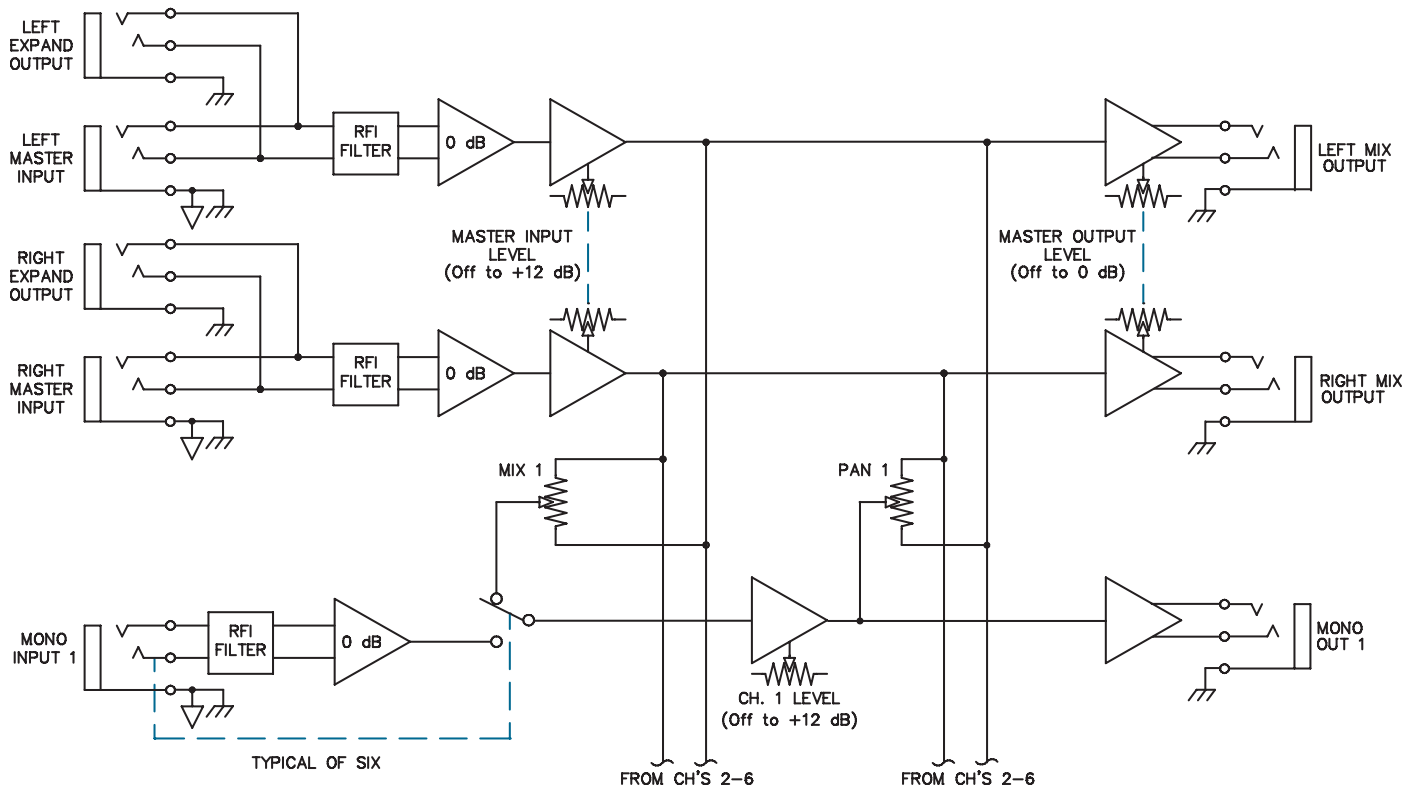 LEFT
EXPAND
OUTPUT
LEFT
MASTER
INPUT
RFI
FILTER
0 dB
LEFT MIX
OUTPUT
MASTER INPUT
LEVEL
(Off to +12 dB)
MASTER OUTPUT
LEVEL
(Off to 0 dB)
RIGHT
EXPAND
OUTPUT
RIGHT
MASTER
INPUT
RFI
FILTER
0 dB
RIGHT MIX
OUTPUT
MIX 1
PAN 1
MONO
INPUT 1
RFI
FILTER
0 dB
CH. 1 LEVEL
(Off to +12 dB)
MONO
OUT 1
TYPICAL OF SIX
FROM CH'S 2-6
FROM CH'S 2-6